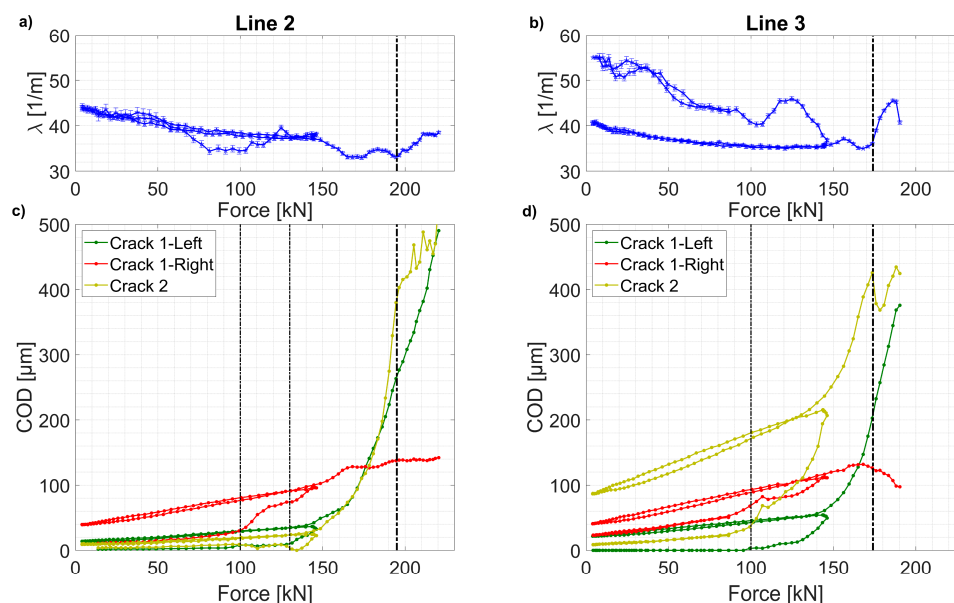 a)
Line 2
60
50
40
30
λ [1/m]
0
50
100
150
200
Force [kN]
b)
Line 3
60
50
40
30
λ [1/m]
0
50
100
150
200
Force [kN]
c)
500
400
300
200
100
0
COD [µm]
Crack 1-Left
Crack 1-Right
Crack 2
0
50
100
150
200
Force [kN]
d)
500
400
300
200
100
0
COD [µm]
Crack 1-Left
Crack 1-Right
Crack 2
0
50
100
150
200
Force [kN]